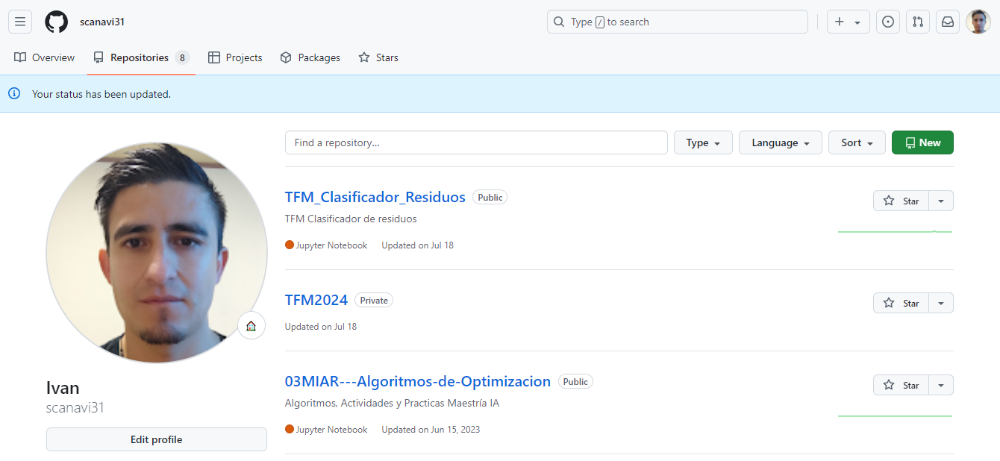 scanavi31
Type / to search
Overview
Repositories 8
Projects
Packages
Stars
Your status has been updated.
Find a repository...
Type
Language
Sort
New
TFM_Clasificador_Residuos Public
Star
TFM Clasificador de residuos
Jupyter Notebook Updated on Jul 18
TFM2024 Private
Star
Updated on Jul 18
03MIAR---Algoritmos-de-Optimizacion Public
Star
Algoritmos, Actividades y Practicas Maestría IA
Jupyter Notebook Updated on Jun 15, 2023
Ivan
scanavi31
Edit profile